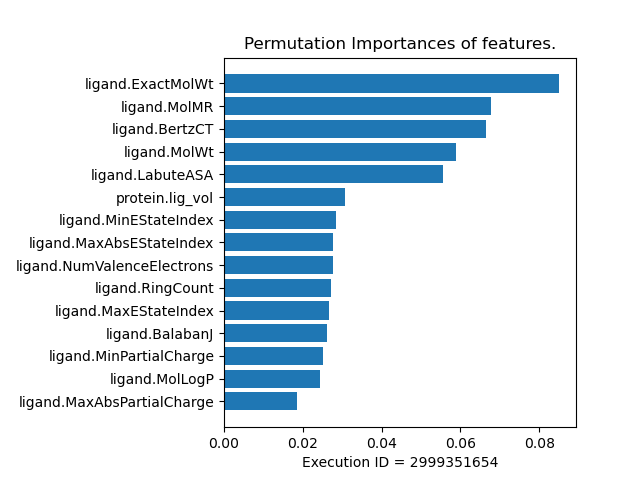 Permutation Importances of features.
ligand.ExactMolWt
ligand.MolMR
ligand.BertzCT
ligand.MolWt
ligand.LabuteASA
protein.lig_vol
ligand.MinEStateIndex
ligand.MaxAbsEStateIndex
ligand.NumValenceElectrons
ligand.RingCount
ligand.MaxEStateIndex
ligand.BalabanJ
ligand.MinPartialCharge
ligand.MolLogP
ligand.MaxAbsPartialCharge
0.00 0.02 0.04 0.06 0.08
Execution ID = 2999351654